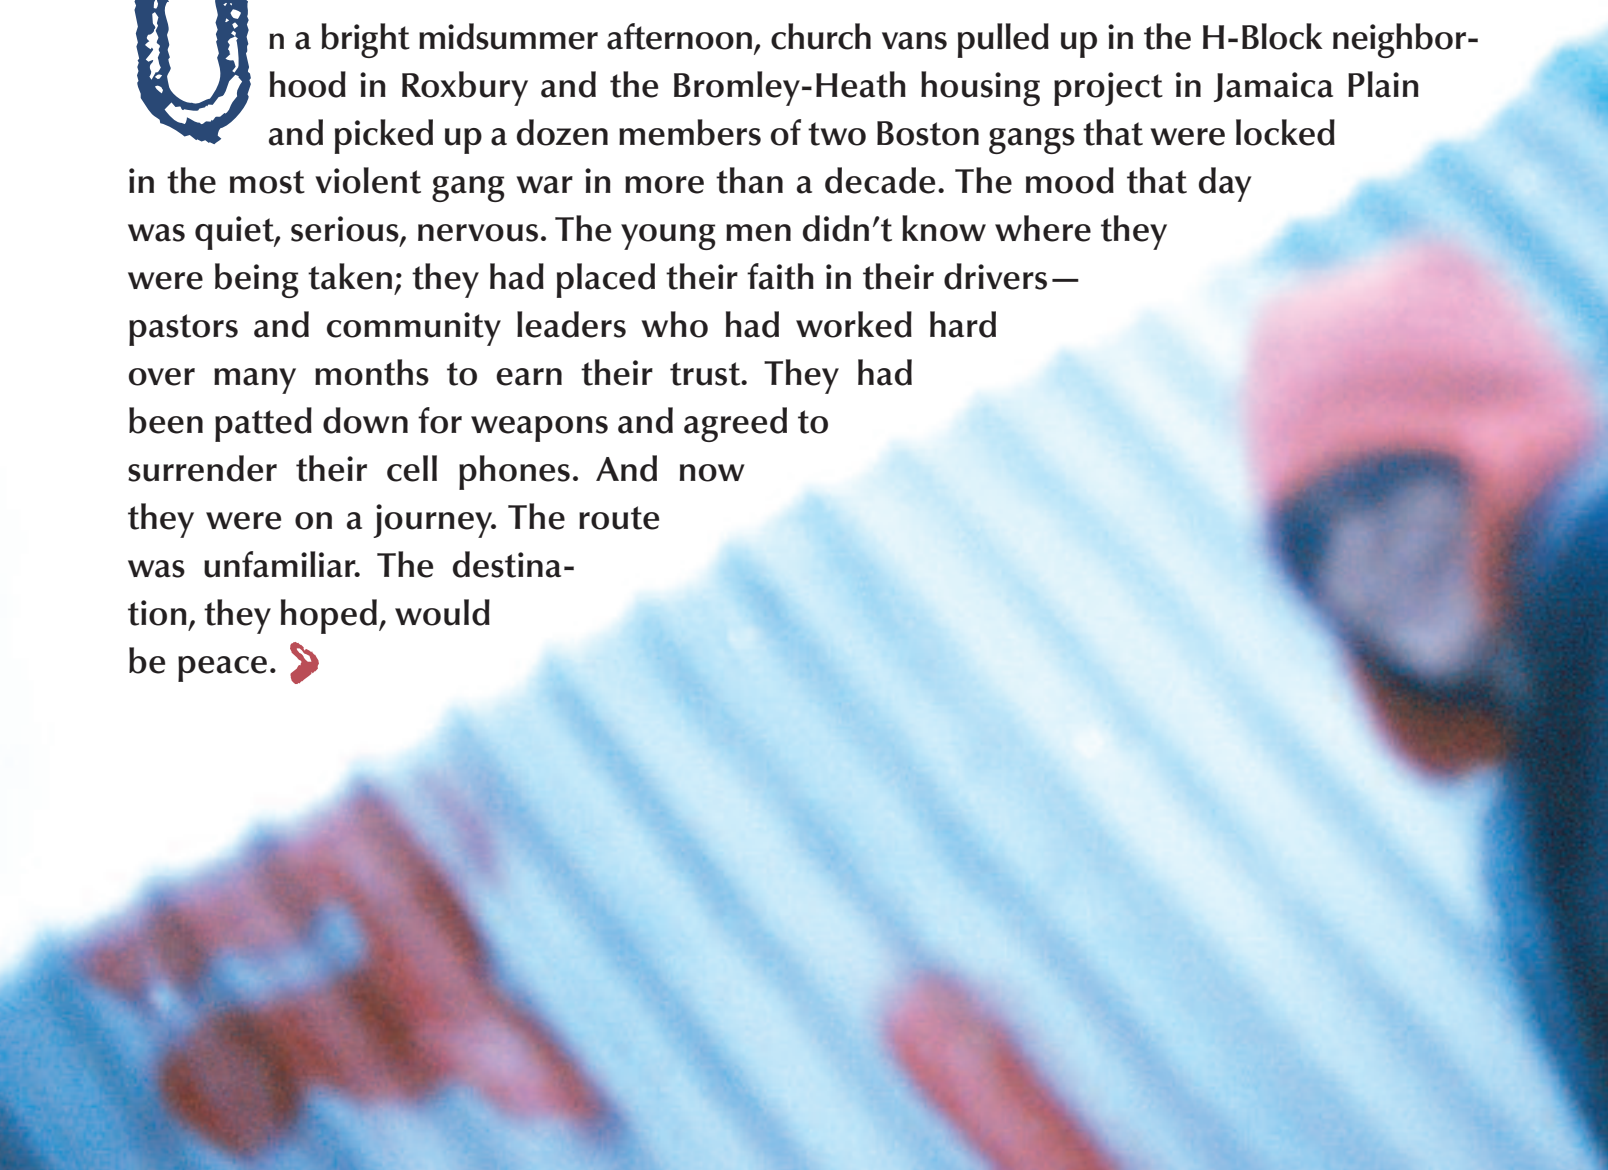 n a bright midsummer afternoon, church vans pulled up in the H-Block neighbor-
hood in Roxbury and the Bromley-Heath housing project in Jamaica Plain
and picked up a dozen members of two Boston gangs that were locked
in the most violent gang war in more than a decade. The mood that day
was quiet, serious, nervous. The young men didn’t know where they
were being taken; they had placed their faith in their drivers—
pastors and community leaders who had worked hard
over many months to earn their trust. They had
been patted down for weapons and agreed to
surrender their cell phones. And now
they were on a journey. The route
was unfamiliar. The destina-
tion, they hoped, would
be peace.